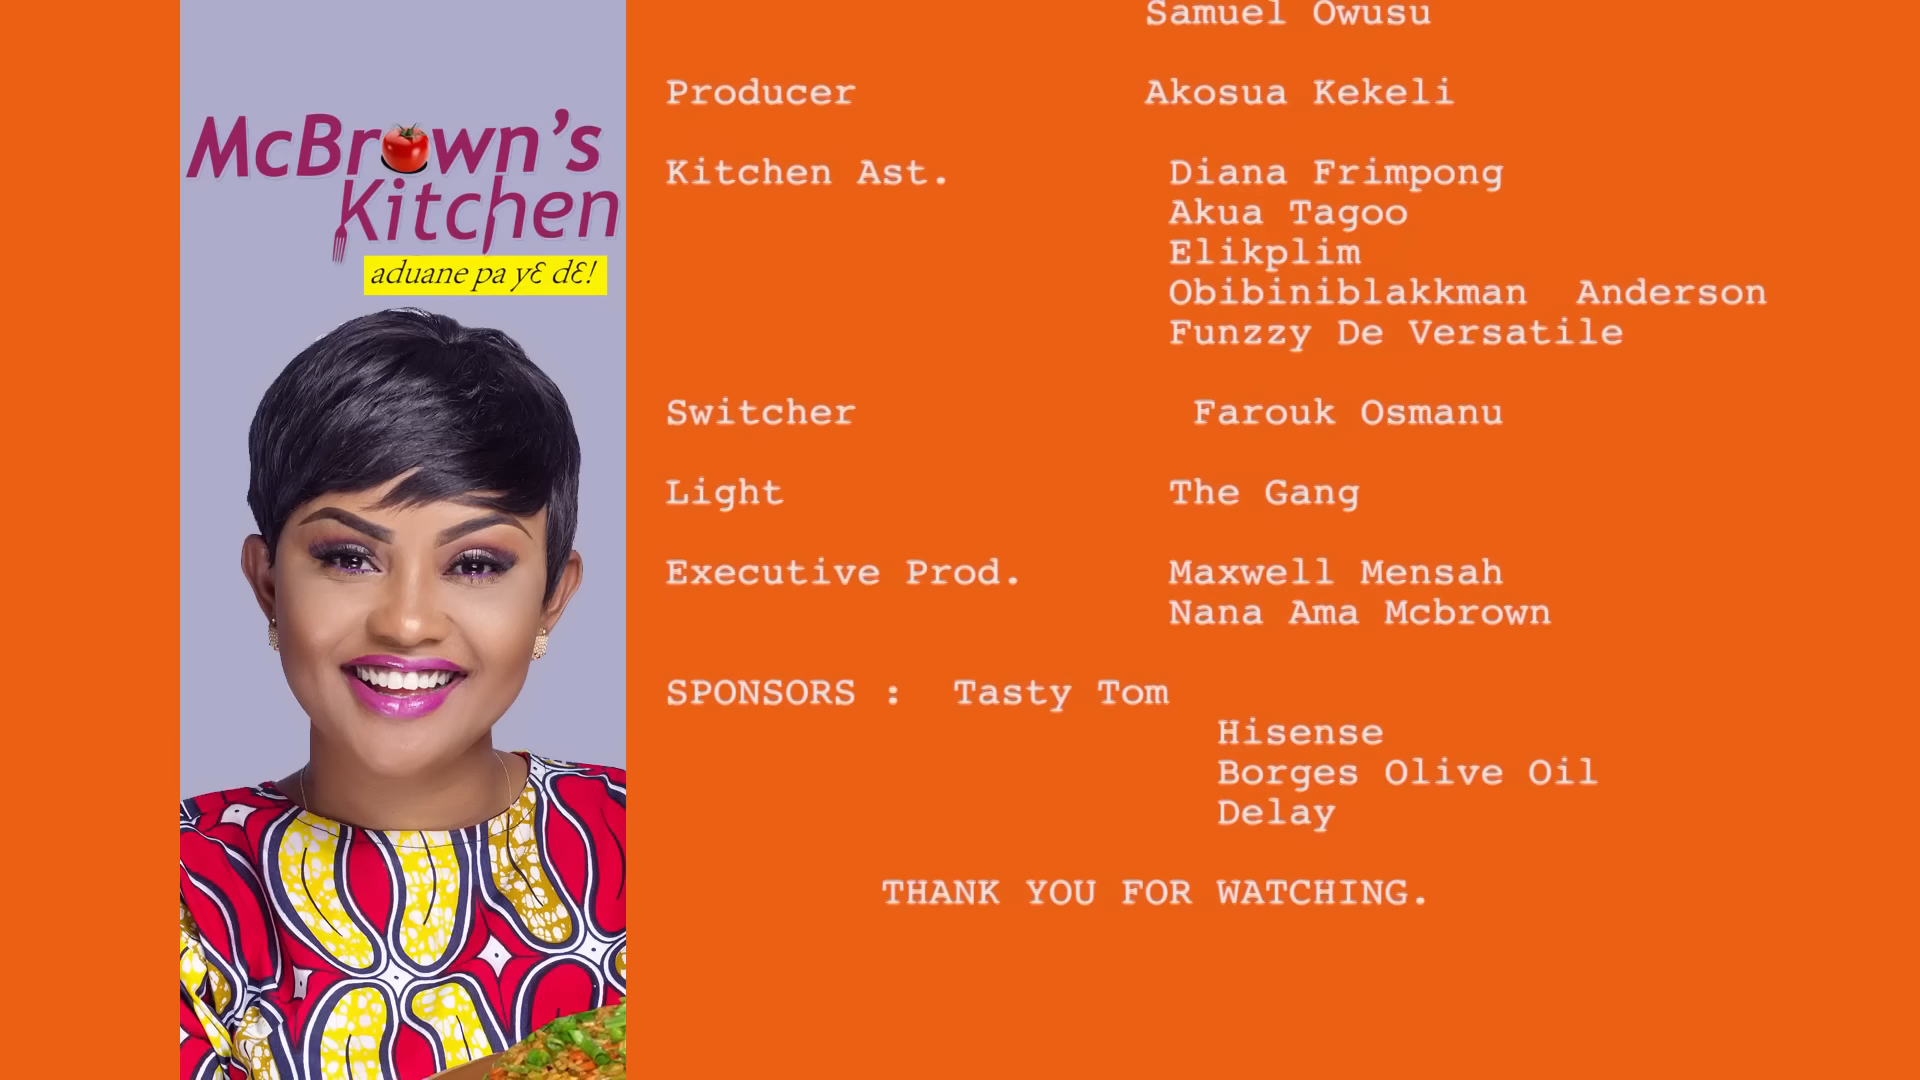 McBrown's
Kitchen
aduane pa yɛ dɛ!
Samuel Owusu
Producer Akosua Kekeli
Kitchen Ast. Diana Frimpong
Akua Tagoo
Elikplim
Obibiniblakkman Anderson
Funzzy De Versatile
Switcher Farouk Osmanu
Light The Gang
Executive Prod. Maxwell Mensah
Nana Ama Mcbrown
SPONSORS : Tasty Tom
Hisense
Borges Olive Oil
Delay
THANK YOU FOR WATCHING.